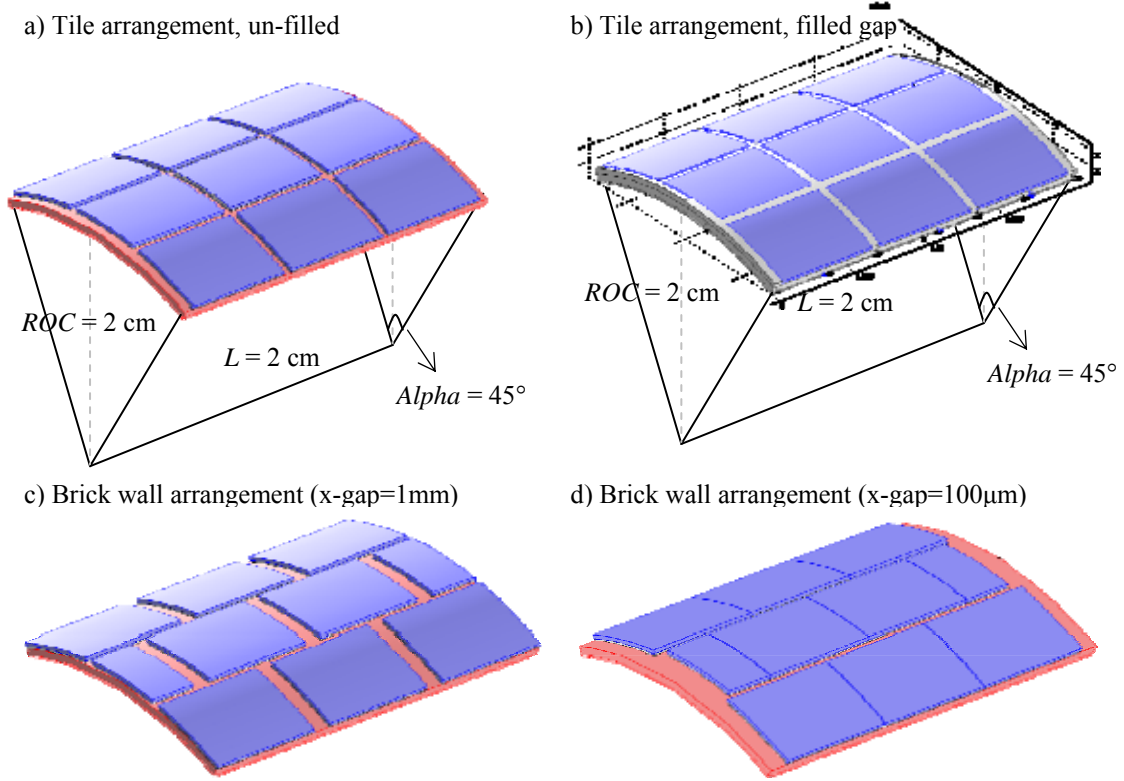 a) Tile arrangement, un-filled
b) Tile arrangement, filled gap
ROC = 2 cm
L = 2 cm
Alpha = 45°
ROC = 2 cm
L = 2 cm
Alpha = 45°
c) Brick wall arrangement (x-gap=1mm)
d) Brick wall arrangement (x-gap=100μm)